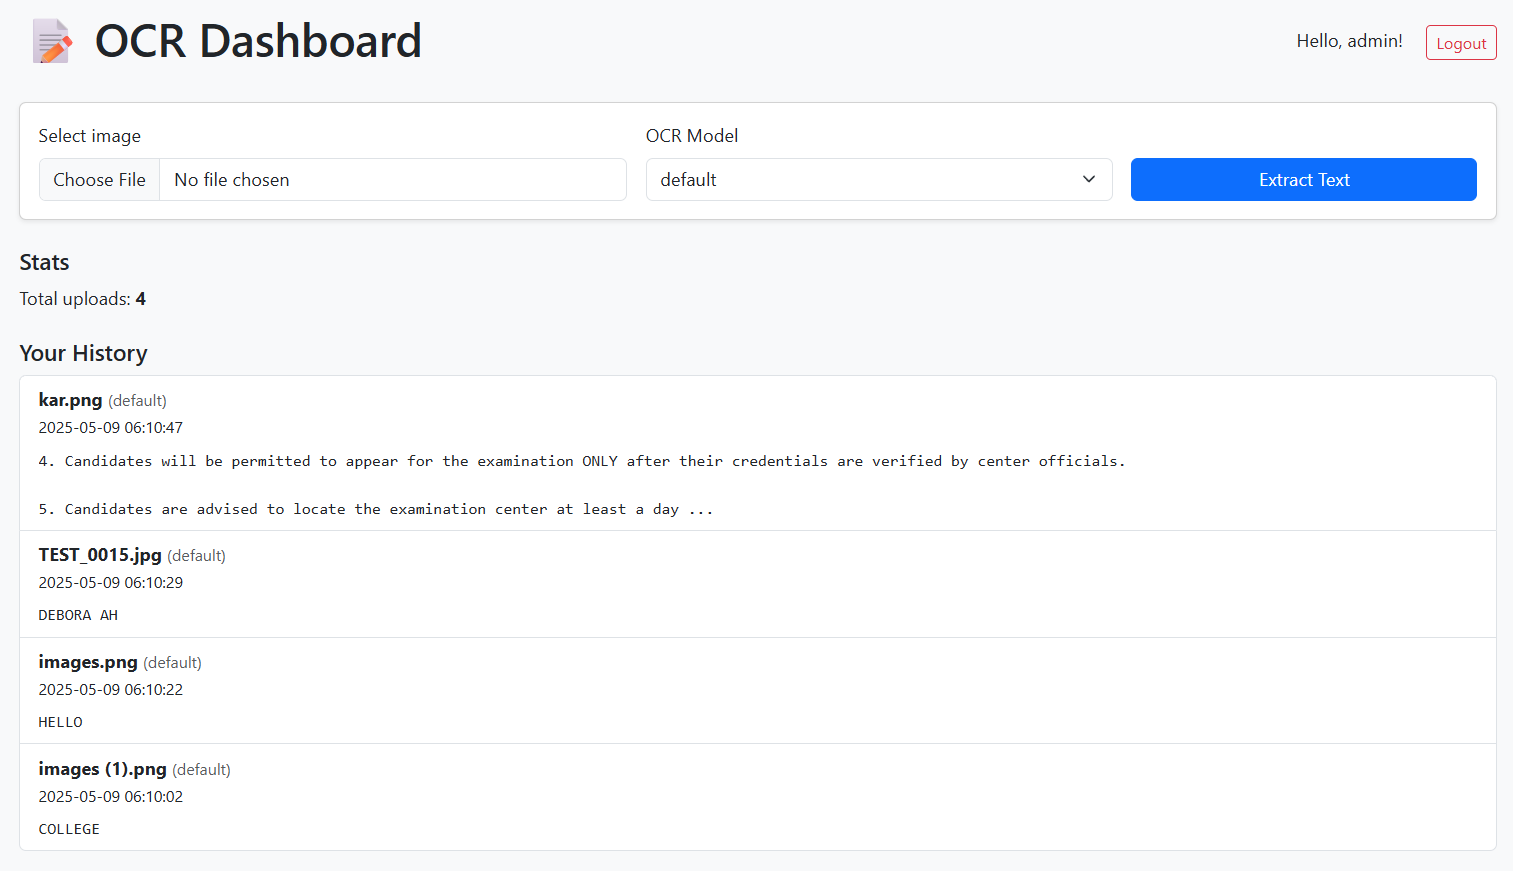 OCR Dashboard
Hello, admin!
Logout
Select image
OCR Model
Choose File No file chosen
default
Extract Text
Stats
Total uploads: 4
Your History
kar.png (default)
2025-05-09 06:10:47
4. Candidates will be permitted to appear for the examination ONLY after their credentials are verified by center officials.
5. Candidates are advised to locate the examination center at least a day ...
TEST_0015.jpg (default)
2025-05-09 06:10:29
DEBORA AH
images.png (default)
2025-05-09 06:10:22
HELLO
images (1).png (default)
2025-05-09 06:10:02
COLLEGE